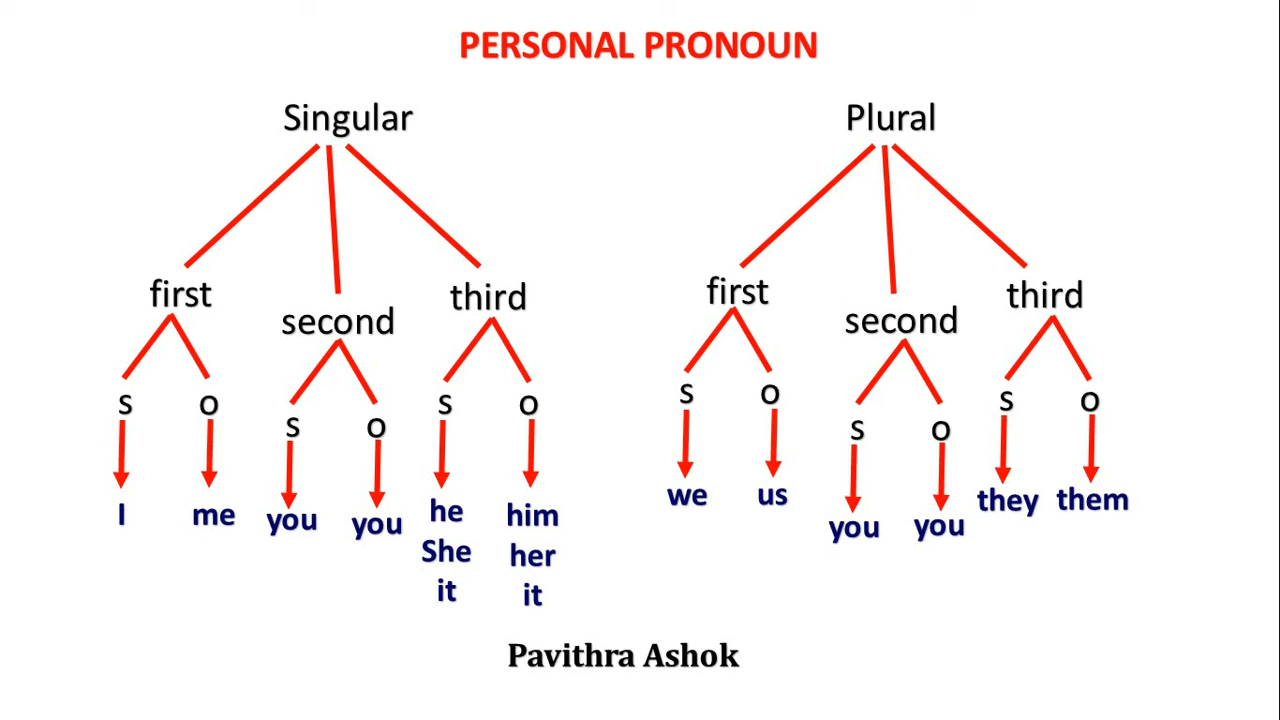 PERSONAL PRONOUN
Singular
Plural
first
second
third
first
second
third
s
o
s
o
s
o
s
o
s
o
s
o
I
me
you
you
he
She
it
him
her
it
we
us
you
you
they
them
Pavithra Ashok